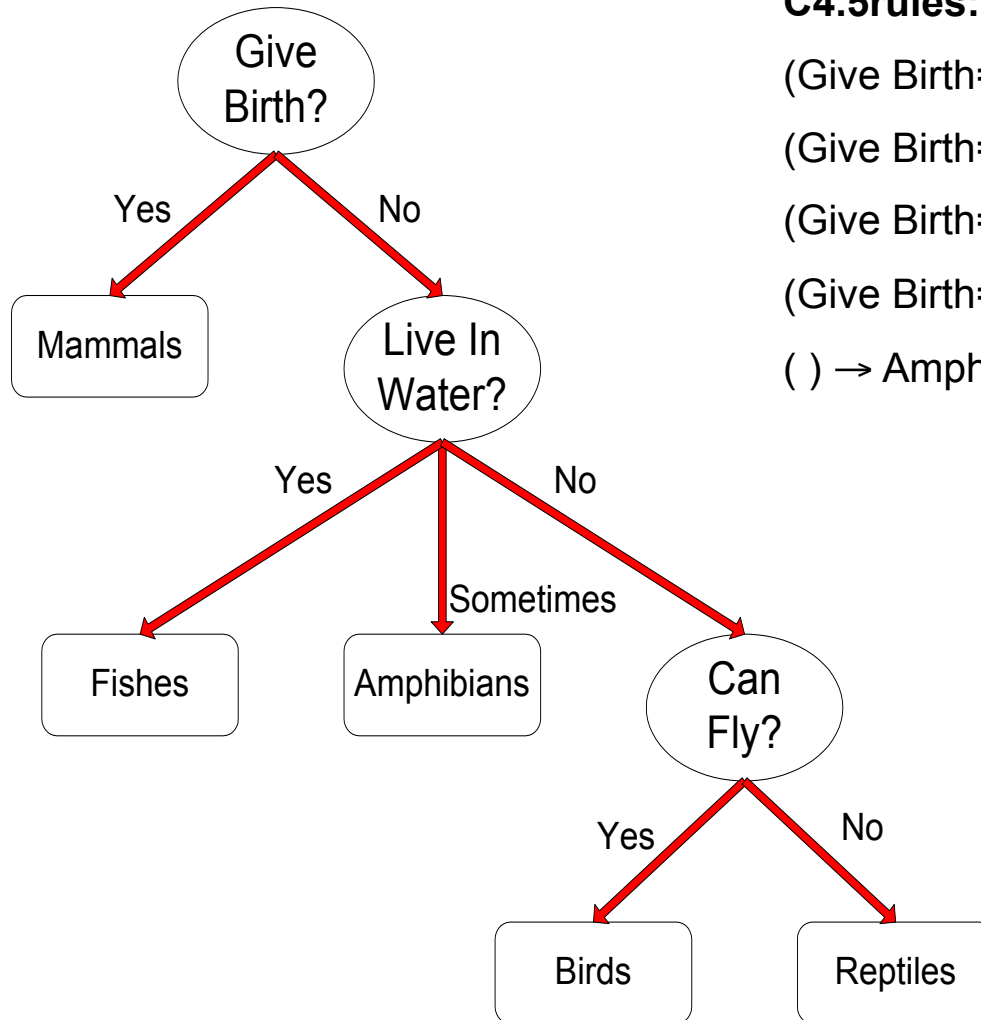 Give
Birth?
Yes
No
Mammals
Live In
Water?
Yes
Sometimes
No
Fishes
Amphibians
Can
Fly?
Yes
No
Birds
Reptiles
C4.5rules:
(Give Birth=
(Give Birth=
(Give Birth=
(Give Birth=
( ) → Amph